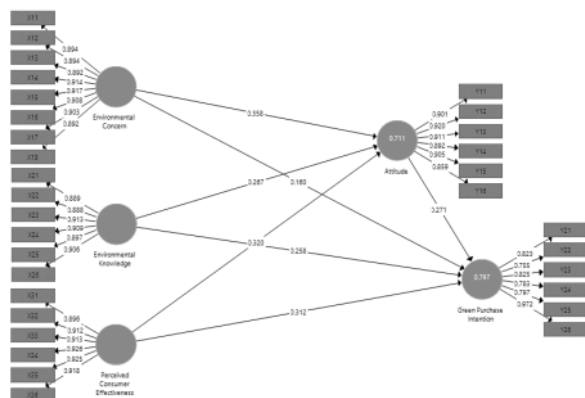 X11
X12
X13
X14
X15
X16
X17
X18
0.894
0.894
0.892
0.914
0.917
0.908
0.903
0.892
Environmental
Concern
X21
X22
X23
X24
X25
X26
0.889
0.888
0.913
0.909
0.897
0.906
Environmental
Knowledge
X31
X32
X33
X34
X35
X36
0.896
0.912
0.913
0.926
0.925
0.918
Perceived
Consumer
Effectiveness
0.358
0.267
0.320
0.160
0.258
0.312
0.711
Attitude
0.901
0.920
0.911
0.892
0.905
0.859
Y11
Y12
Y13
Y14
Y15
Y16
0.271
0.797
Green Purchase
Intention
0.823
0.755
0.825
0.783
0.797
0.972
Y21
Y22
Y23
Y24
Y25
Y26